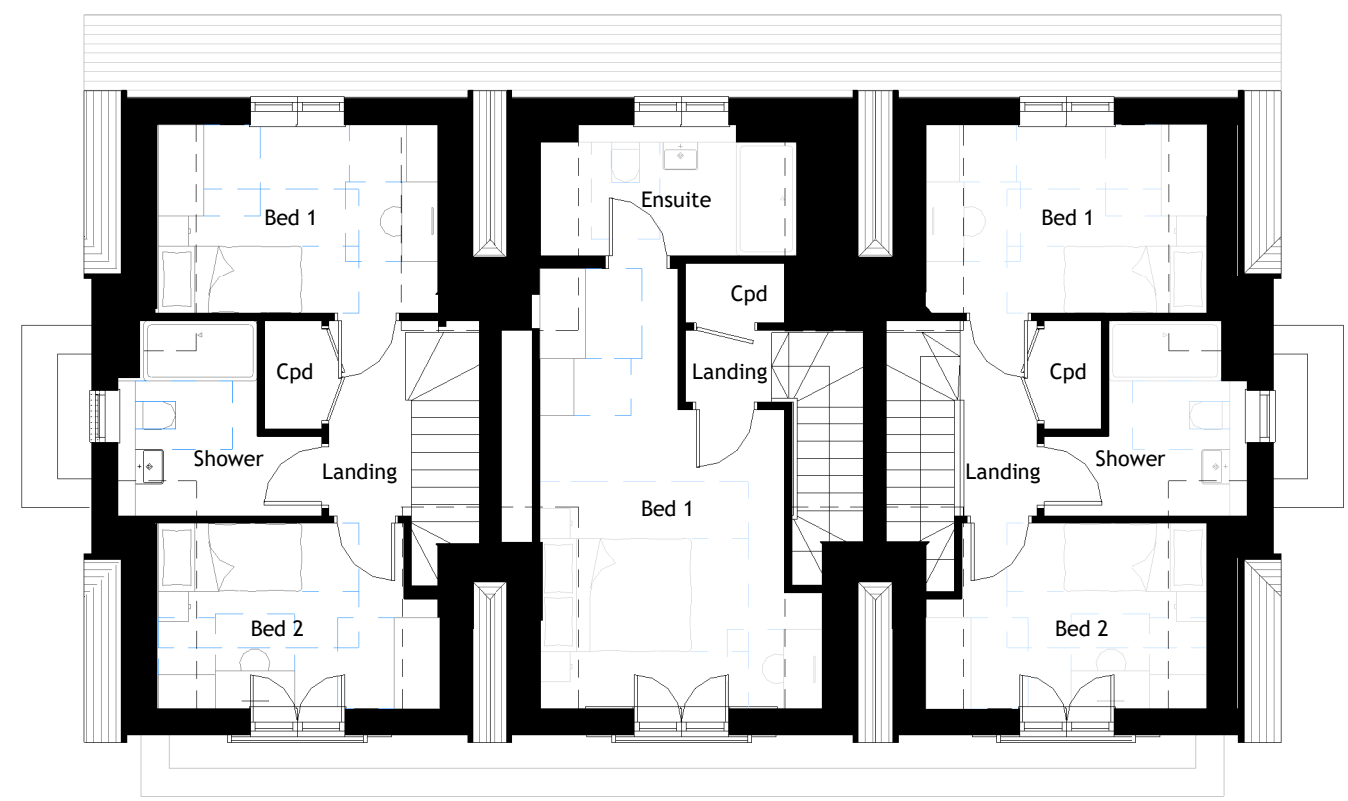 Ensuite
Bed 1
Bed 1
Cpd
Landing
Cpd
Cpd
Shower
Landing
Landing
Shower
Bed 1
Bed 2
Bed 2